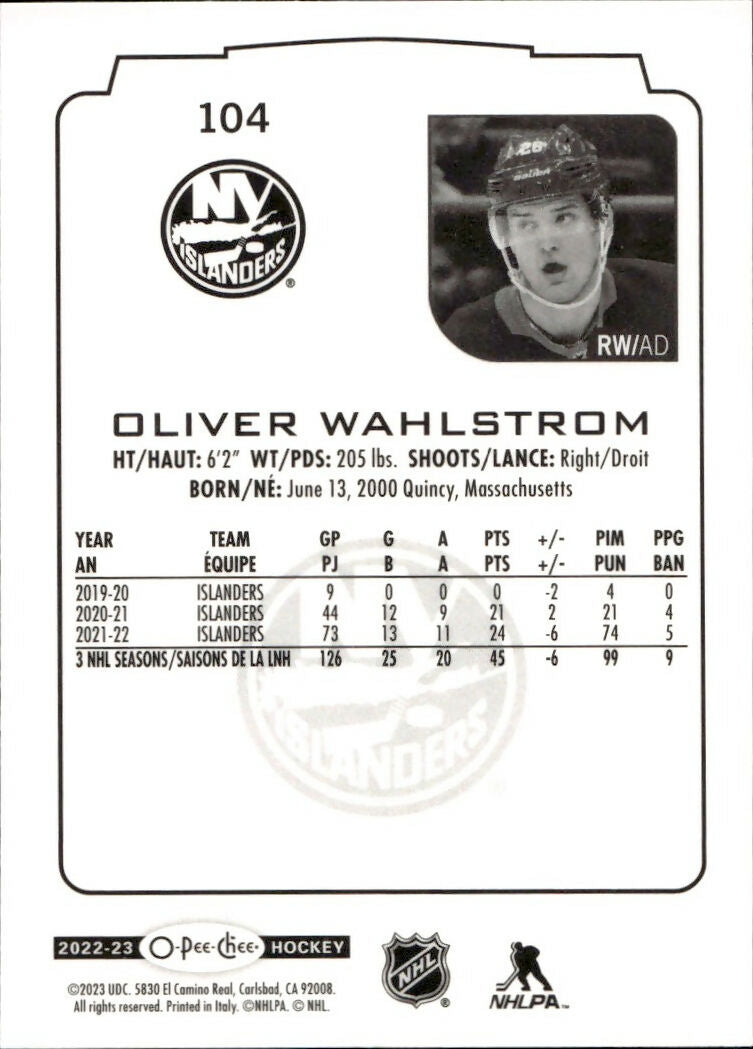 104
NY
ISLANDERS
®
26
Bauer
RW/AD
OLIVER WAHLSTROM
HT/HAUT: 6'2" WT/PDS: 205 lbs. SHOOTS/LANCE: Right/Droit
BORN/NÉ: June 13, 2000 Quincy, Massachusetts
YEAR TEAM GP G A PTS +/- PIM PPG
AN ÉQUIPE PJ B A PTS +/- PUN BAN
2019-20 ISLANDERS 9 0 0 0 -2 4 0
2020-21 ISLANDERS 44 12 9 21 2 21 4
2021-22 ISLANDERS 73 13 11 24 -6 74 5
3 NHL SEASONS/SAISONS DE LA LNH 126 25 20 45 -6 99 9
ISLANDERS
2022-23 O-Pee-Chee® HOCKEY
©2023 UDC. 5830 El Camino Real, Carlsbad, CA 92008.
All rights reserved. Printed in Italy. ©NHLPA. © NHL.
NHL®
NHLPA™